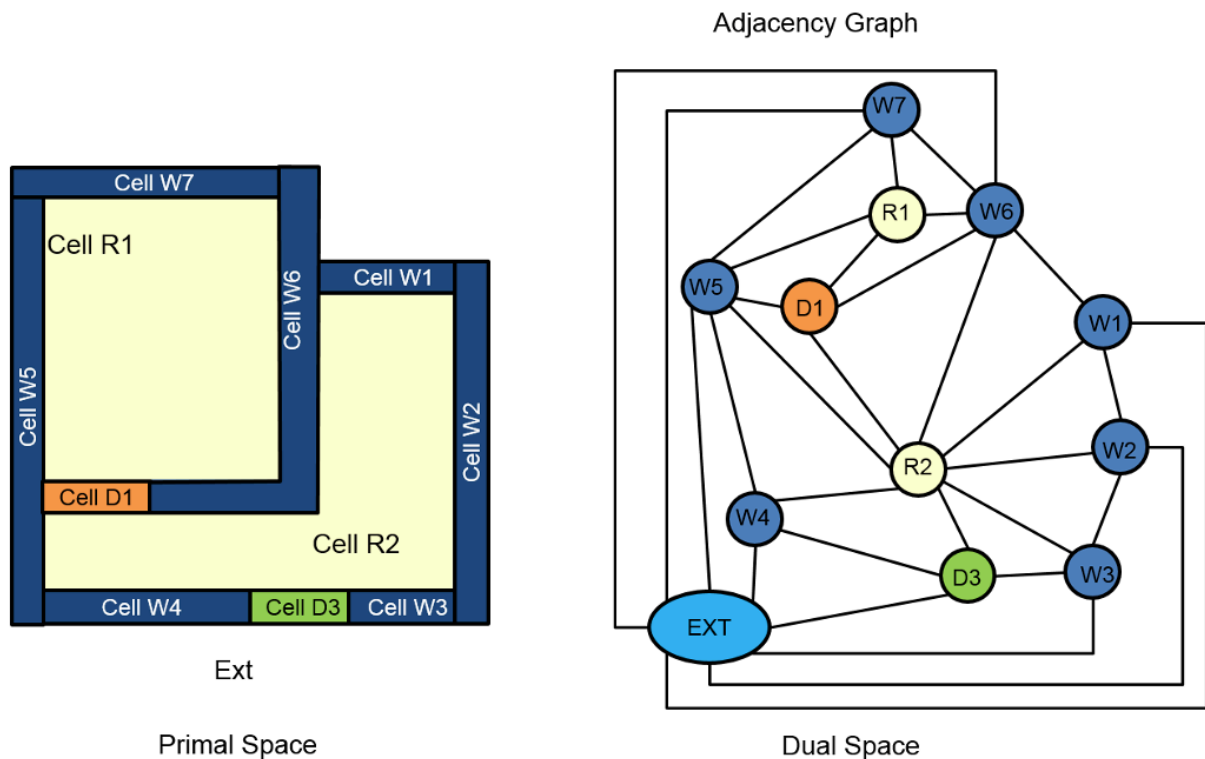 Adjacency Graph
Cell W7
Cell R1
Cell W6
Cell W1
Cell W5
Cell W2
Cell D1
Cell R2
Cell W4
Cell D3
Cell W3
Ext
Primal Space
W7
R1
W6
W5
D1
W1
R2
W2
W4
D3
W3
EXT
Dual Space